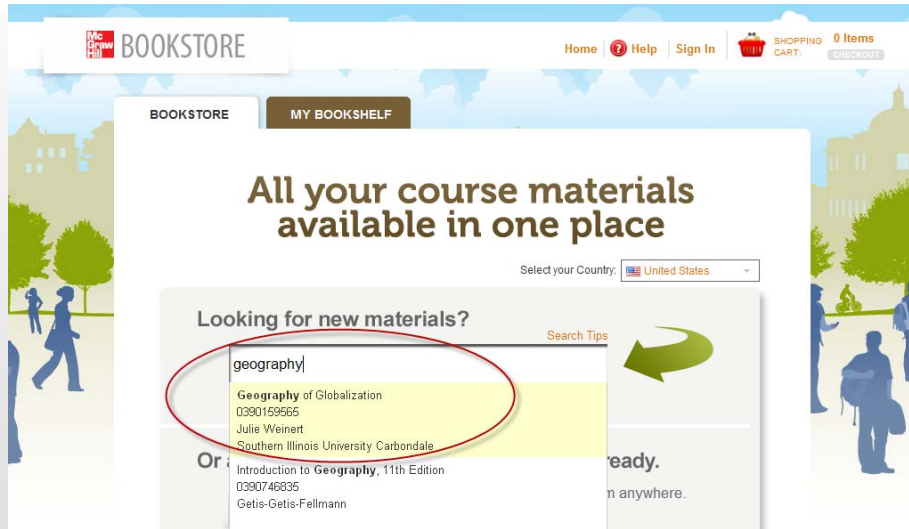 Mc
Graw
Hill
BOOKSTORE
Home
Help
Sign In
SHOPPING CART:
0 Items
CHECKOUT
BOOKSTORE
MY BOOKSHELF
All your course materials
available in one place
Select your Country:
United States
Looking for new materials?
Search Tips
geography
Geography of Globalization
0390159565
Julie Weinert
Southern Illinois University Carbondale
Or
ready.
Introduction to Geography, 11th Edition
0390746835
Getis-Getis-Fellmann
anywhere.